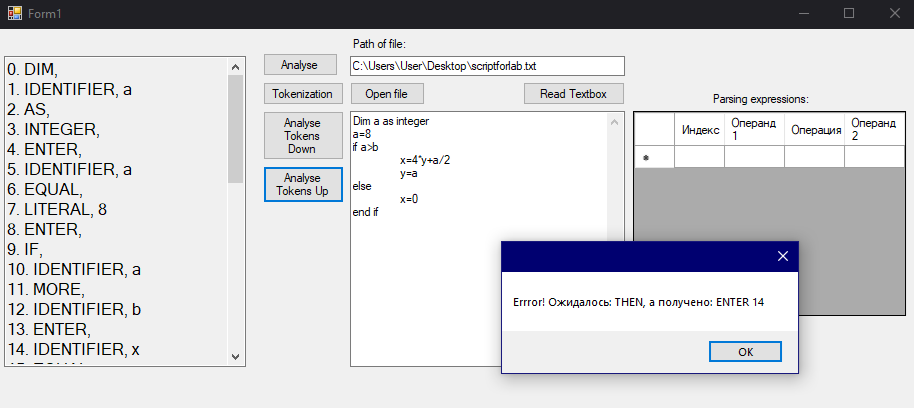 Form1
Path of file:
C:\Users\User\Desktop\scriptforlab.txt
0. DIM,
1. IDENTIFIER, a
2. AS,
3. INTEGER,
4. ENTER,
5. IDENTIFIER, a
6. EQUAL,
7. LITERAL, 8
8. ENTER,
9. IF,
10. IDENTIFIER, a
11. MORE,
12. IDENTIFIER, b
13. ENTER,
14. IDENTIFIER, x
Analyse
Tokenization
Analyse
Tokens
Down
Analyse
Tokens Up
Open file
Read Textbox
Dim a as integer
a=8
if a>b
x=4*y+a/2
y=a
else
x=0
end if
Parsing expressions:
Индекс
Операнд
1
Операция
Операнд
2
Errror! Ожидалось: THEN, а получено: ENTER 14
OK